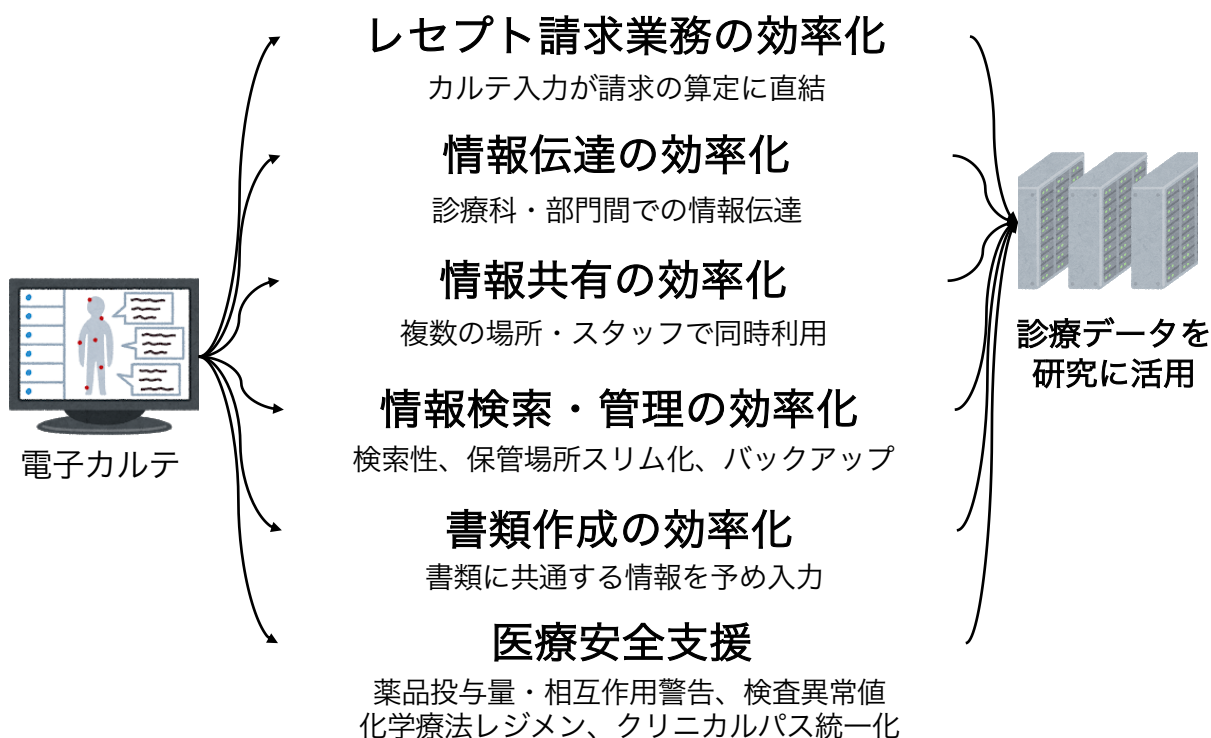 レセプト請求業務の効率化
カルテ入力が請求の算定に直結
情報伝達の効率化
診療科・部門間での情報伝達
情報共有の効率化
複数の場所・スタッフで同時利用
情報検索・管理の効率化
検索性、保管場所スリム化、バックアップ
書類作成の効率化
書類に共通する情報を予め入力
医療安全支援
薬品投与量・相互作用警告、検査異常値
化学療法レジメン、クリニカルパス統一化
電子カルテ
診療データを
研究に活用